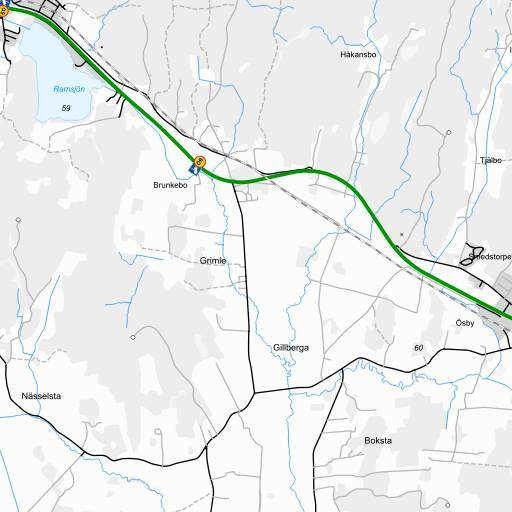 Håkansbo
Ramsjön
59
Tjälbo
Brunkebo
Grimle
Smedstorpet
Ösby
Gillberga
60
Nässelsta
Boksta